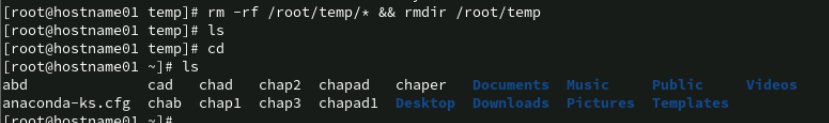 [root@hostname01 temp]# rm -rf /root/temp/* && rmdir /root/temp
[root@hostname01 temp]# ls
[root@hostname01 temp]# cd
[root@hostname01 ~]# ls
abd cad chad chap2 chapad chaper Documents Music Public Videos
anaconda-ks.cfg chab chap1 chap3 chapad1 Desktop Downloads Pictures Templates
[root@hostname01 ~]#